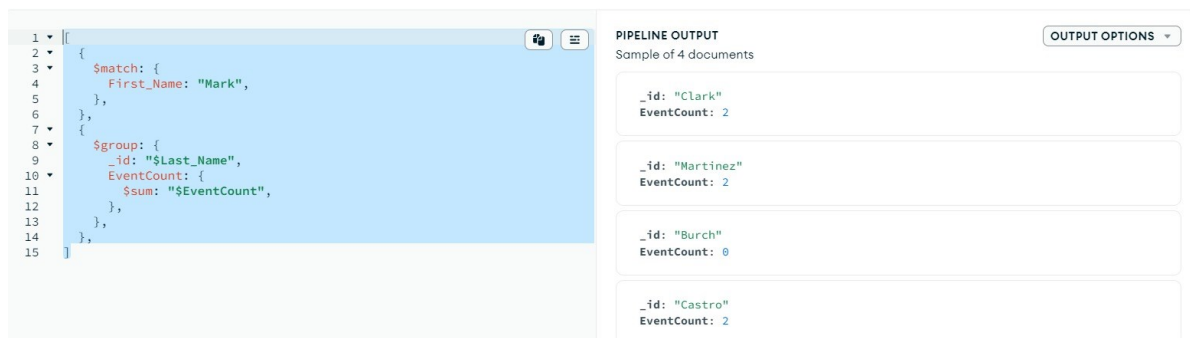 1 [
2 {
3 $match: {
4 First_Name: "Mark",
5 },
6 },
7 {
8 $group: {
9 _id: "$Last_Name",
10 EventCount: {
11 $sum: "$EventCount",
12 },
13 },
14 },
15 ]
PIPELINE OUTPUT
OUTPUT OPTIONS
Sample of 4 documents
_id: "Clark"
EventCount: 2
_id: "Martinez"
EventCount: 2
_id: "Burch"
EventCount: 0
_id: "Castro"
EventCount: 2